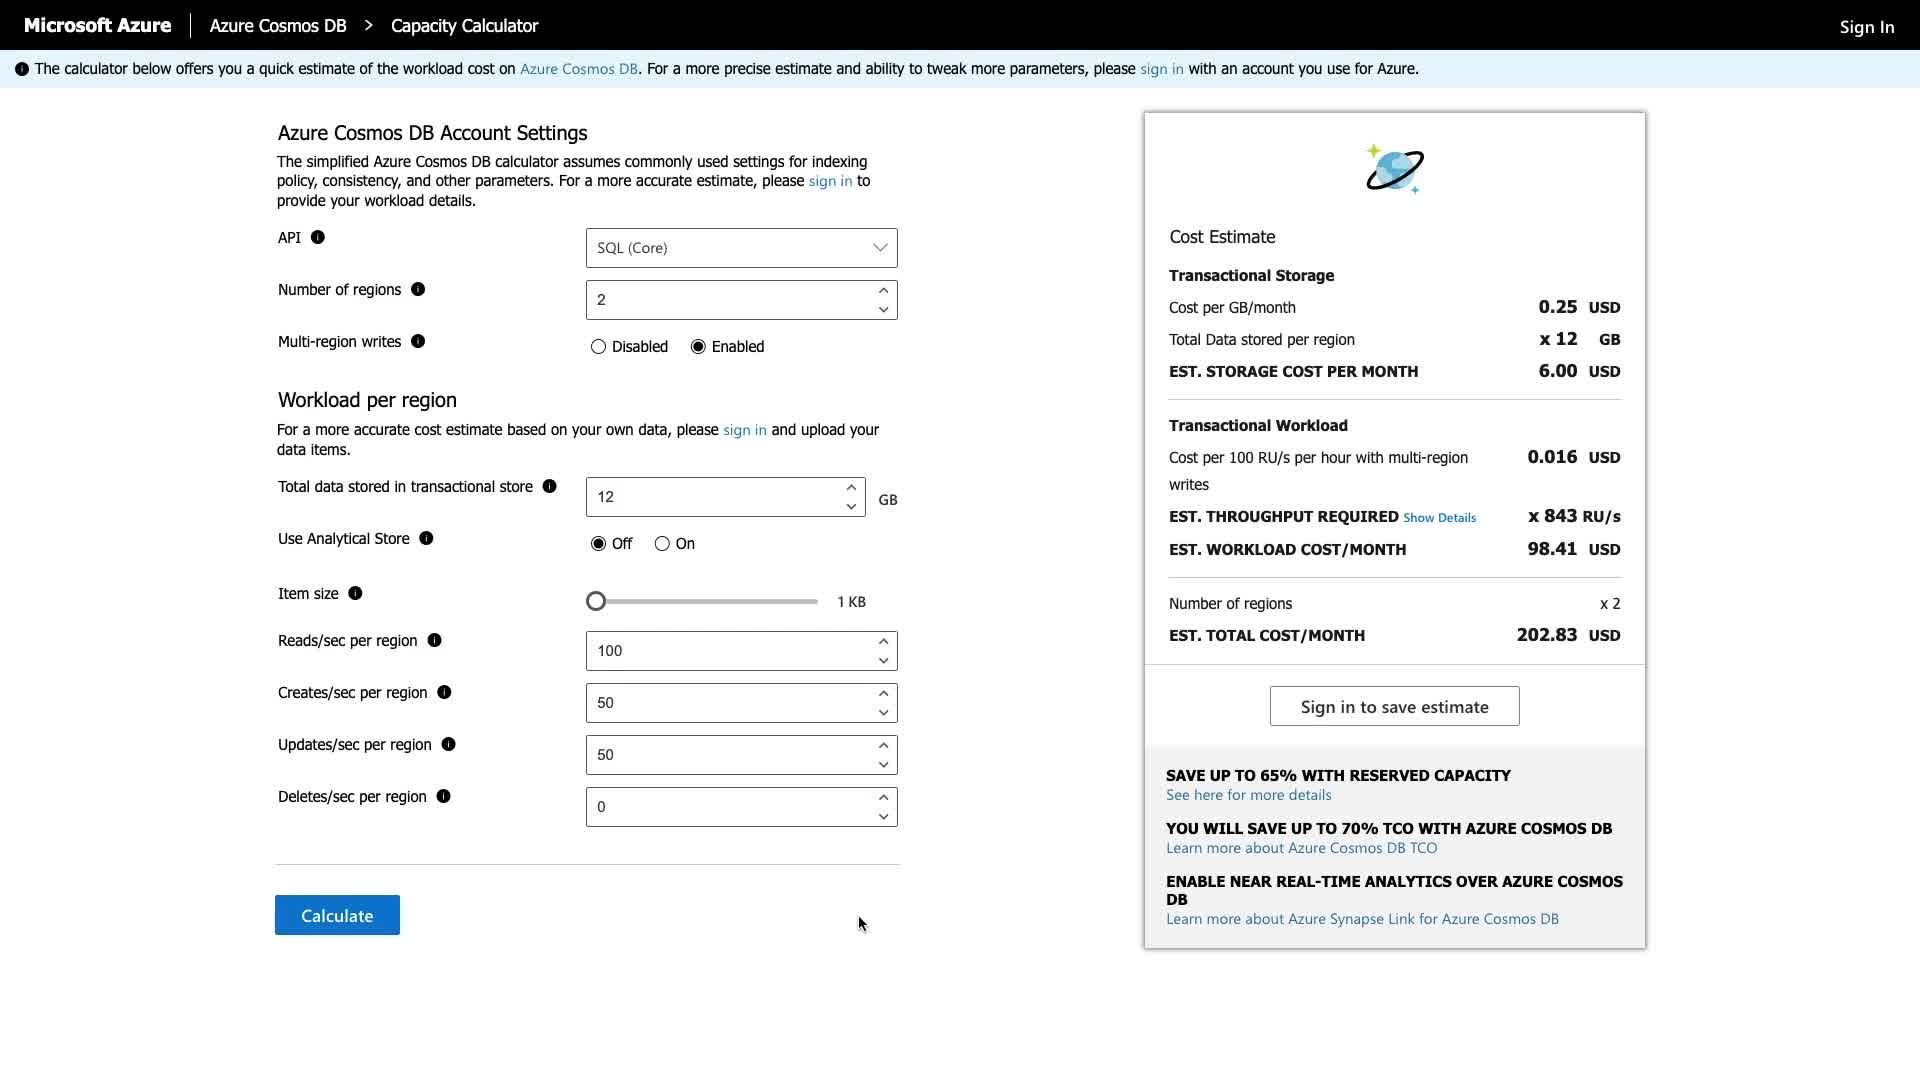 Microsoft Azure
Azure Cosmos DB > Capacity Calculator
Sign In
The calculator below offers you a quick estimate of the workload cost on Azure Cosmos DB. For a more precise estimate and ability to tweak more parameters, please sign in with an account you use for Azure.
Azure Cosmos DB Account Settings
The simplified Azure Cosmos DB calculator assumes commonly used settings for indexing
policy, consistency, and other parameters. For a more accurate estimate, please sign in to
provide your workload details.
API
SQL (Core)
Number of regions
2
Multi-region writes
Disabled
Enabled
Workload per region
For a more accurate cost estimate based on your own data, please sign in and upload your
data items.
Total data stored in transactional store
12
GB
Use Analytical Store
Off
On
Item size
1 KB
Reads/sec per region
100
Creates/sec per region
50
Updates/sec per region
50
Deletes/sec per region
0
Calculate
Cost Estimate
Transactional Storage
Cost per GB/month 0.25 USD
Total Data stored per region x 12 GB
EST. STORAGE COST PER MONTH 6.00 USD
Transactional Workload
Cost per 100 RU/s per hour with multi-region 0.016 USD
writes
EST. THROUGHPUT REQUIRED Show Details x 843 RU/s
EST. WORKLOAD COST/MONTH 98.41 USD
Number of regions x 2
EST. TOTAL COST/MONTH 202.83 USD
Sign in to save estimate
SAVE UP TO 65% WITH RESERVED CAPACITY
See here for more details
YOU WILL SAVE UP TO 70% TCO WITH AZURE COSMOS DB
Learn more about Azure Cosmos DB TCO
ENABLE NEAR REAL-TIME ANALYTICS OVER AZURE COSMOS
DB
Learn more about Azure Synapse Link for Azure Cosmos DB